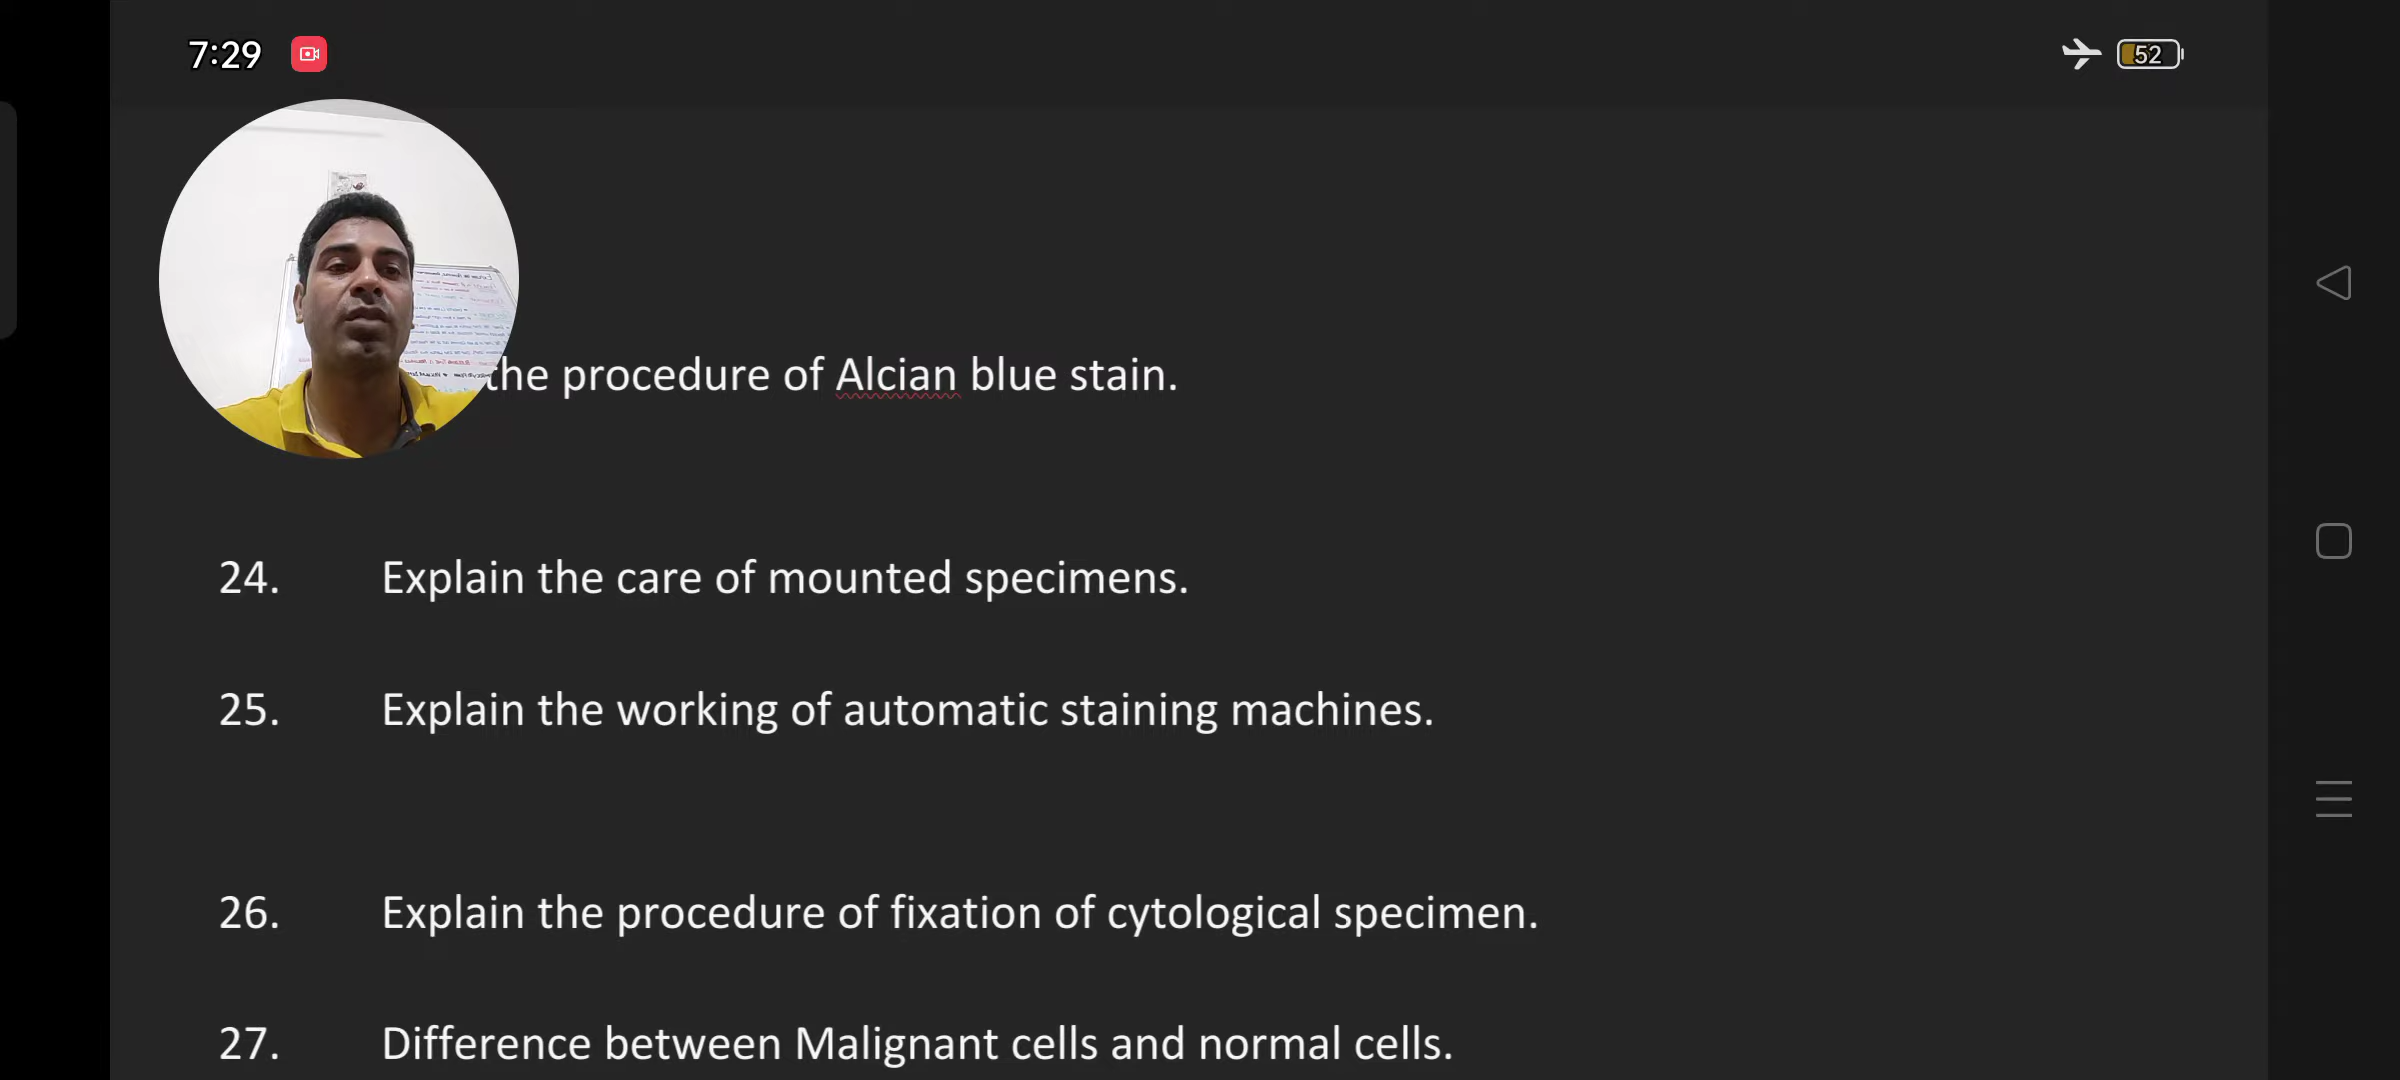 7:29
52
the procedure of Alcian blue stain.
24. Explain the care of mounted specimens.
25. Explain the working of automatic staining machines.
26. Explain the procedure of fixation of cytological specimen.
27. Difference between Malignant cells and normal cells.